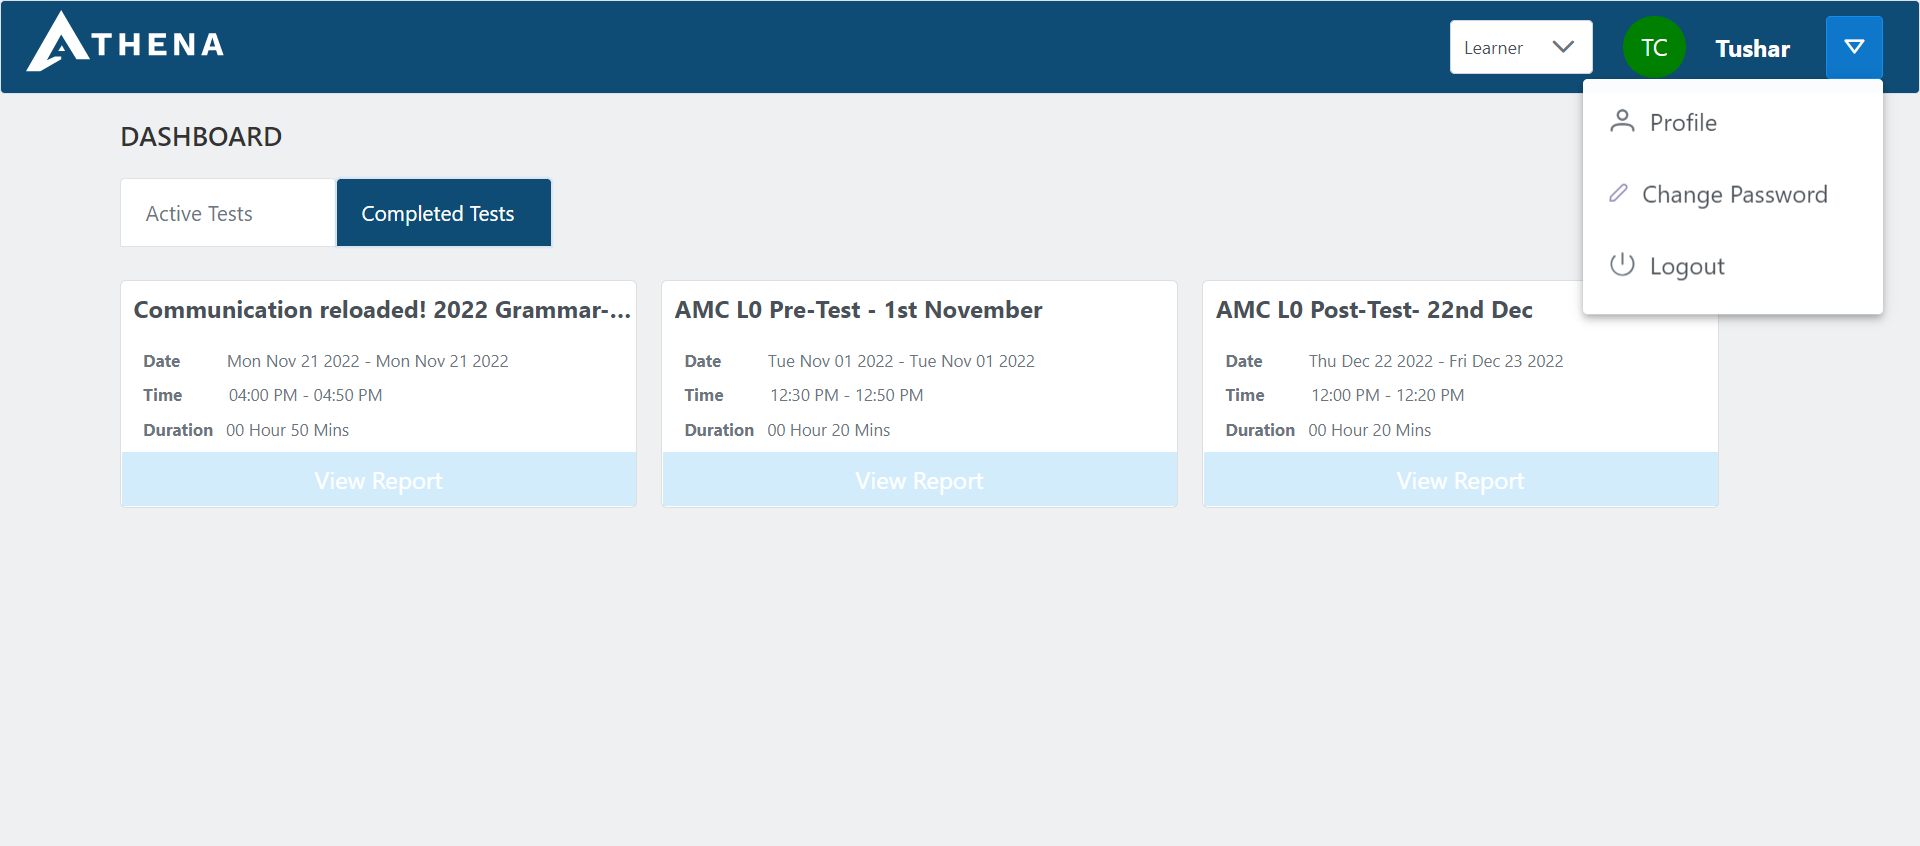 ATHENA
Learner
TC
Tushar
Profile
Change Password
Logout
DASHBOARD
Active Tests
Completed Tests
Communication reloaded! 2022 Grammar-...
Date Mon Nov 21 2022 - Mon Nov 21 2022
Time 04:00 PM - 04:50 PM
Duration 00 Hour 50 Mins
View Report
AMC L0 Pre-Test - 1st November
Date Tue Nov 01 2022 - Tue Nov 01 2022
Time 12:30 PM - 12:50 PM
Duration 00 Hour 20 Mins
View Report
AMC L0 Post-Test- 22nd Dec
Date Thu Dec 22 2022 - Fri Dec 23 2022
Time 12:00 PM - 12:20 PM
Duration 00 Hour 20 Mins
View Report